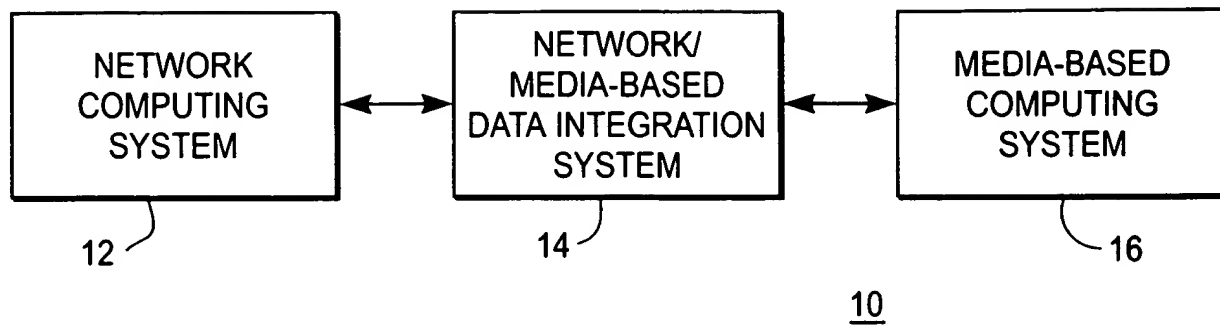 NETWORK
COMPUTING
SYSTEM
NETWORK/
MEDIA-BASED
DATA INTEGRATION
SYSTEM
MEDIA-BASED
COMPUTING
SYSTEM
12
14
16
10